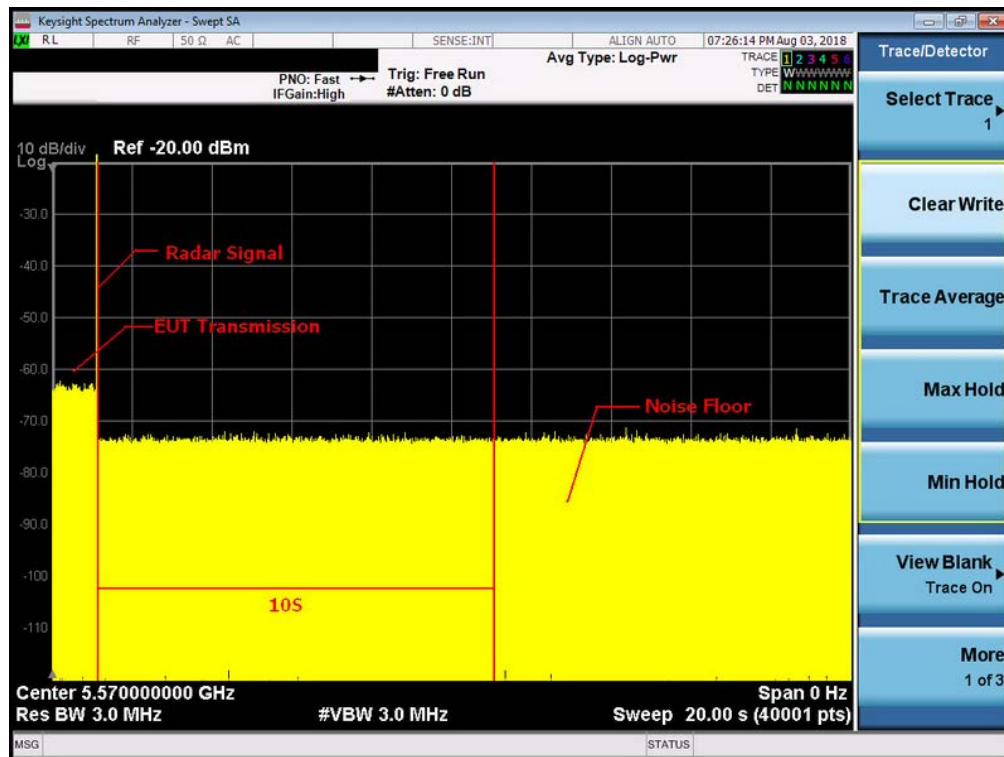 Keysight Spectrum Analyzer - Swept SA
LXI RL RF 50 Ω AC SENSE:INT ALIGN AUTO 07:26:14 PM Aug 03, 2018
PNO: Fast Trig: Free Run Avg Type: Log-Pwr TRACE 1 2 3 4 5 6
IFGain:High #Atten: 0 dB TYPE WWWWWW
DET N N N N N N
10 dB/div Ref -20.00 dBm
Log
-30.0
-40.0
-50.0
-60.0
-70.0
-80.0
-90.0
-100
-110
Radar Signal
EUT Transmission
Noise Floor
10S
Center 5.570000000 GHz Span 0 Hz
Res BW 3.0 MHz #VBW 3.0 MHz Sweep 20.00 s (40001 pts)
MSG STATUS
Trace/Detector
Select Trace
1
Clear Write
Trace Average
Max Hold
Min Hold
View Blank
Trace On
More
1 of 3